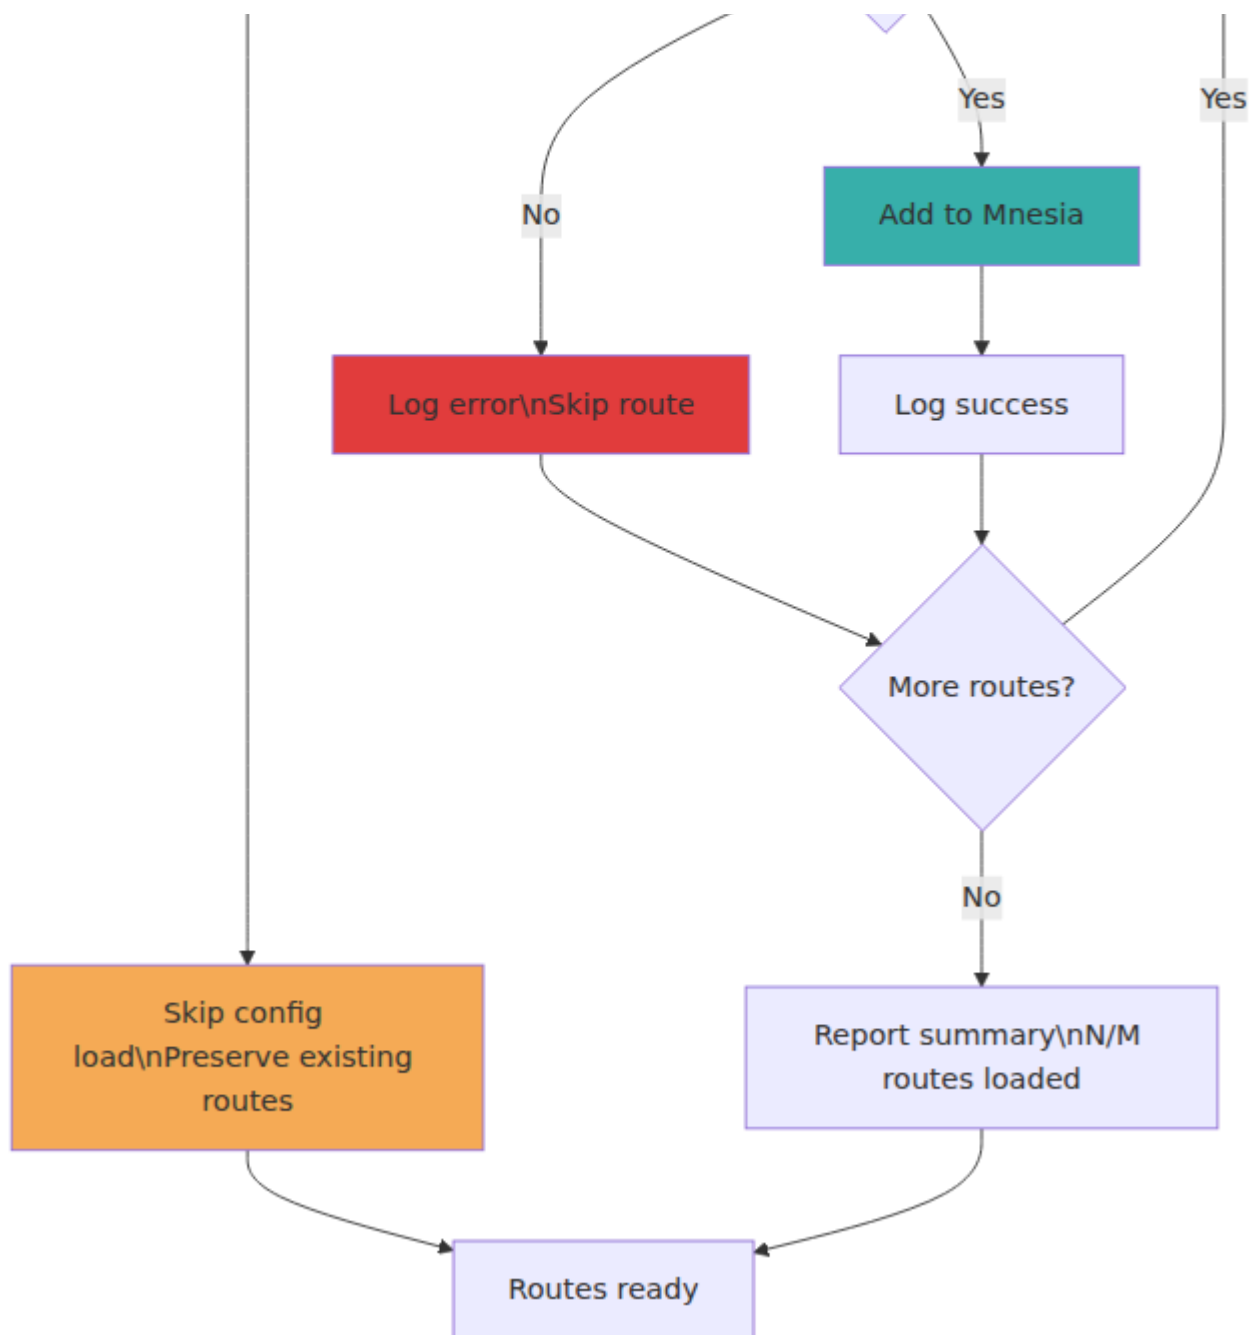 Yes
Yes
Add to Mnesia
No
Log error\nSkip route
Log success
More routes?
No
Skip config
load\nPreserve existing
routes
Report summary\nN/M
routes loaded
Routes ready